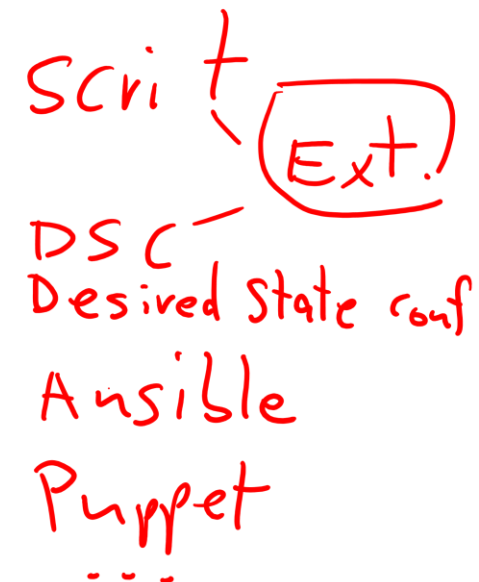 Scrit
Ext.
DSC
Desired State conf
Ansible
Puppet
...